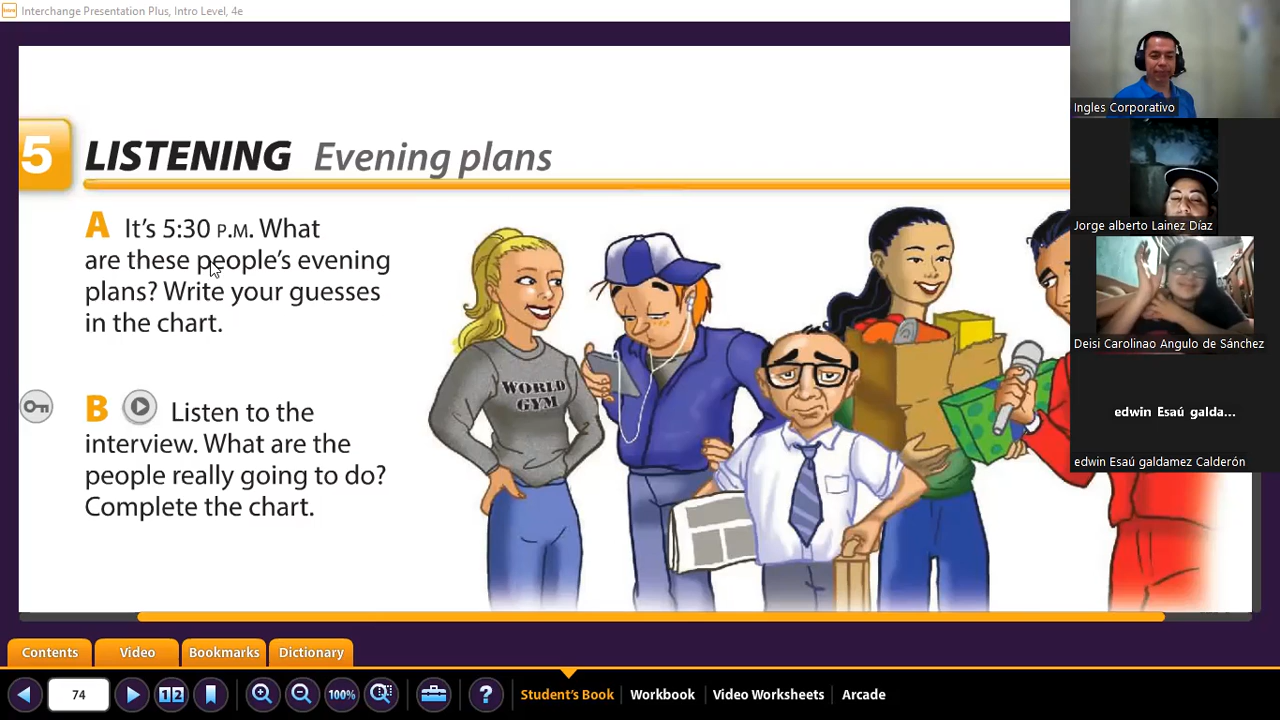 Interchange Presentation Plus, Intro Level, 4e
5 LISTENING Evening plans
A It's 5:30 P.M. What
are these people's evening
plans? Write your guesses
in the chart.
B Listen to the
interview. What are the
people really going to do?
Complete the chart.
WORLD
GYM
Ingles Corporativo
Jorge alberto Lainez Díaz
Deisi Carolinao Angulo de Sánchez
edwin Esaú galda...
edwin Esaú galdamez Calderón
Contents Video Bookmarks Dictionary
74 1 2 100% ? Student's Book Workbook Video Worksheets Arcade